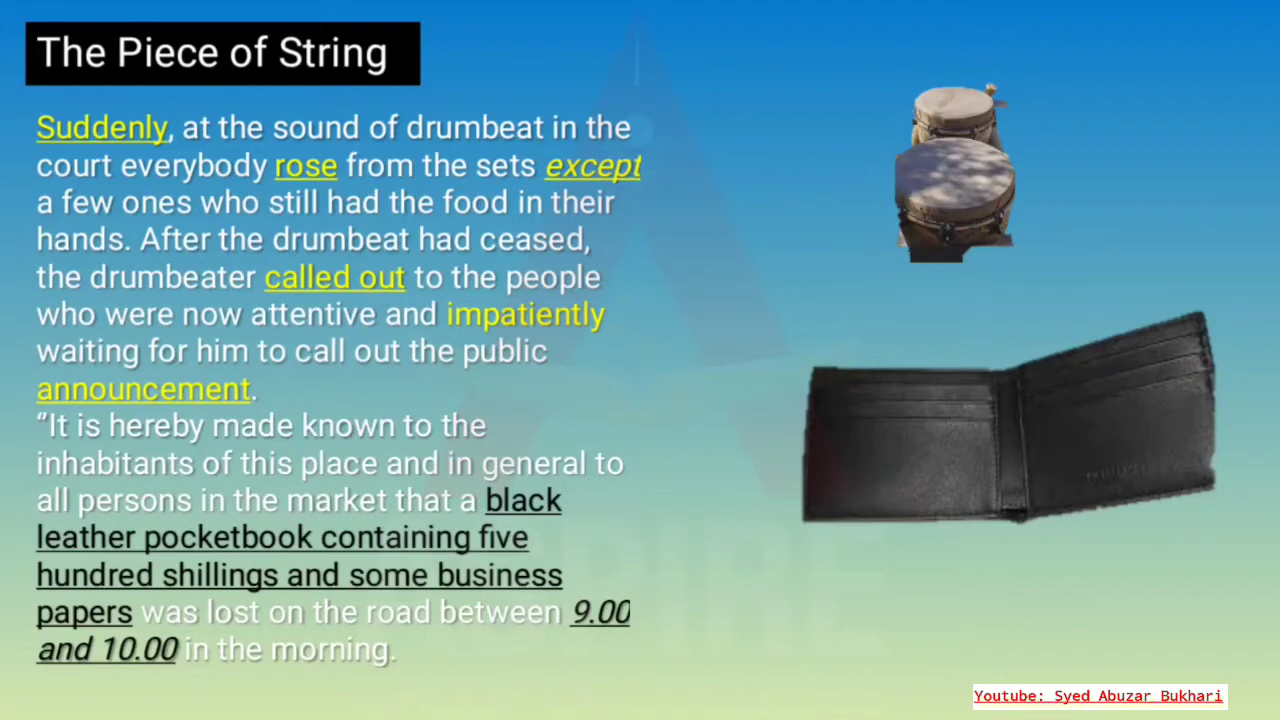 The Piece of String
Suddenly, at the sound of drumbeat in the
court everybody rose from the sets except
a few ones who still had the food in their
hands. After the drumbeat had ceased,
the drumbeater called out to the people
who were now attentive and impatiently
waiting for him to call out the public
announcement.
“It is hereby made known to the
inhabitants of this place and in general to
all persons in the market that a black
leather pocketbook containing five
hundred shillings and some business
papers was lost on the road between 9.00
and 10.00 in the morning.
Youtube: Syed Abuzar Bukhari